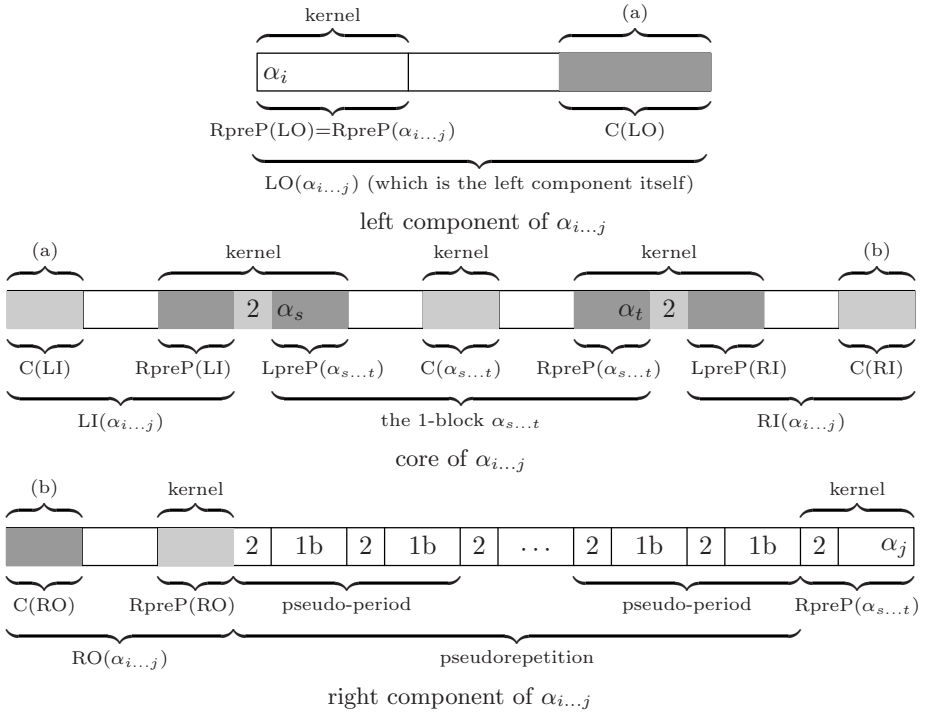 kernel (a)
α_i
RpreP(LO)=RpreP(α_{i...j}) C(LO)
LO(α_{i...j}) (which is the left component itself)
left component of α_{i...j}
(a) kernel kernel kernel (b)
2 α_s α_t 2
C(LI) RpreP(LI) LpreP(α_{s...t}) C(α_{s...t}) RpreP(α_{s...t}) LpreP(RI) C(RI)
LI(α_{i...j}) the 1-block α_{s...t} RI(α_{i...j})
core of α_{i...j}
(b) kernel kernel
2 1b 2 1b 2 ... 2 1b 2 1b 2 α_j
C(RO) RpreP(RO) pseudo-period pseudo-period RpreP(α_{s...t})
RO(α_{i...j}) pseudorepetition
right component of α_{i...j}